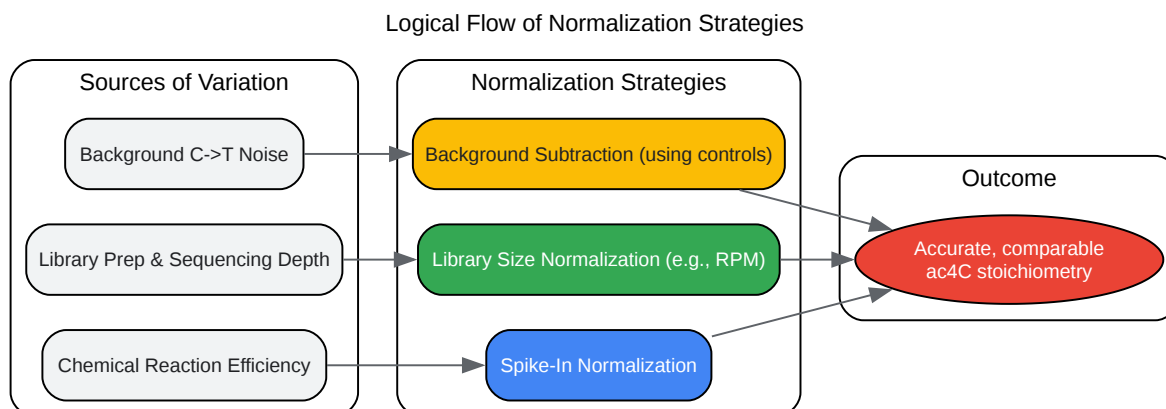 Logical Flow of Normalization Strategies
Sources of Variation
Normalization Strategies
Outcome
Background C->T Noise
Background Subtraction (using controls)
Library Prep & Sequencing Depth
Library Size Normalization (e.g., RPM)
Accurate, comparable
ac4C stoichiometry
Chemical Reaction Efficiency
Spike-In Normalization